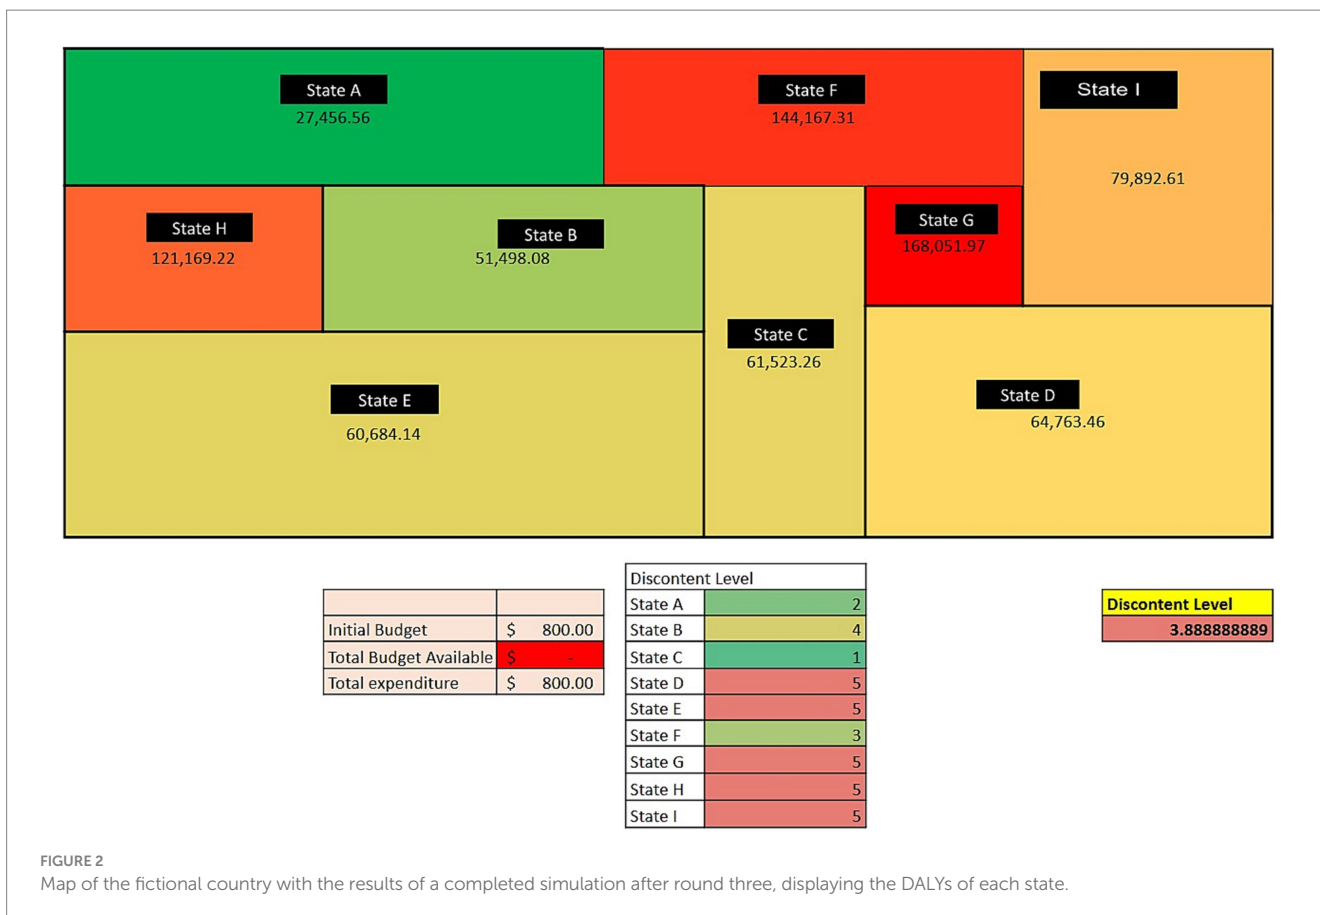 State A
27,456.56
State F
144,167.31
State I
79,892.61
State H
121,169.22
State B
51,498.08
State G
168,051.97
State C
61,523.26
State E
60,684.14
State D
64,763.46
Initial Budget $ 800.00
Total Budget Available $ -
Total expenditure $ 800.00
Discontent Level
State A 2
State B 4
State C 1
State D 5
State E 5
State F 3
State G 5
State H 5
State I 5
Discontent Level
3.888888889
FIGURE 2
Map of the fictional country with the results of a completed simulation after round three, displaying the DALYs of each state.